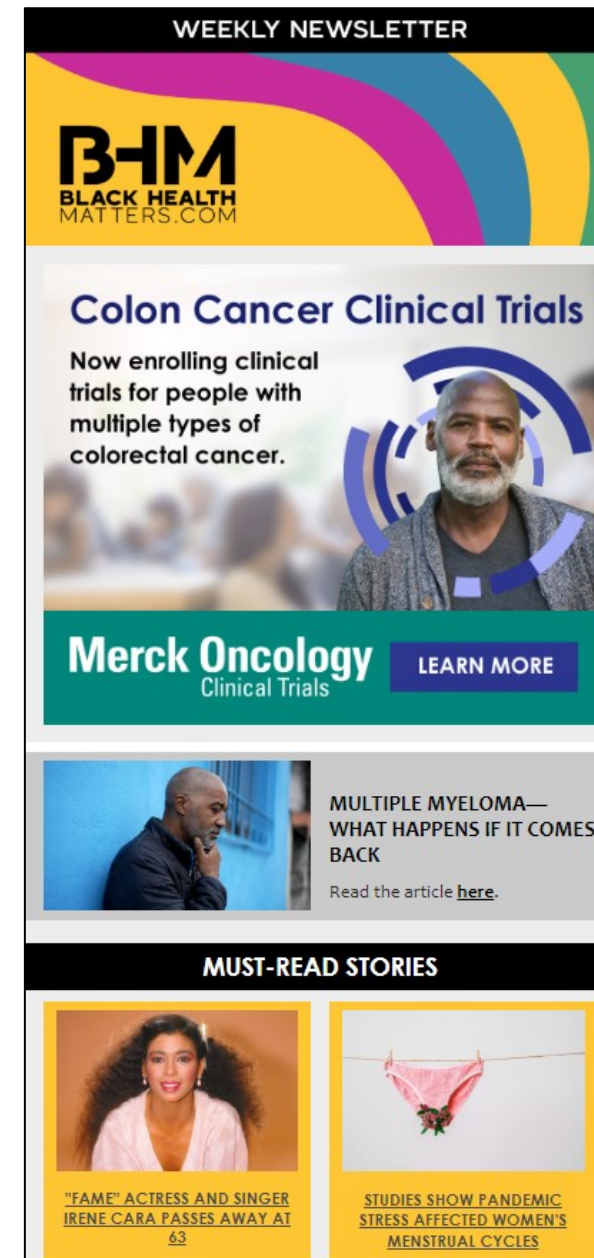 WEEKLY NEWSLETTER
BHM
BLACK HEALTH
MATTERS.COM
Colon Cancer Clinical Trials
Now enrolling clinical
trials for people with
multiple types of
colorectal cancer.
Merck Oncology
Clinical Trials
LEARN MORE
MULTIPLE MYELOMA—
WHAT HAPPENS IF IT COMES
BACK
Read the article here.
MUST-READ STORIES
"FAME" ACTRESS AND SINGER
IRENE CARA PASSES AWAY AT
63
STUDIES SHOW PANDEMIC
STRESS AFFECTED WOMEN'S
MENSTRUAL CYCLES